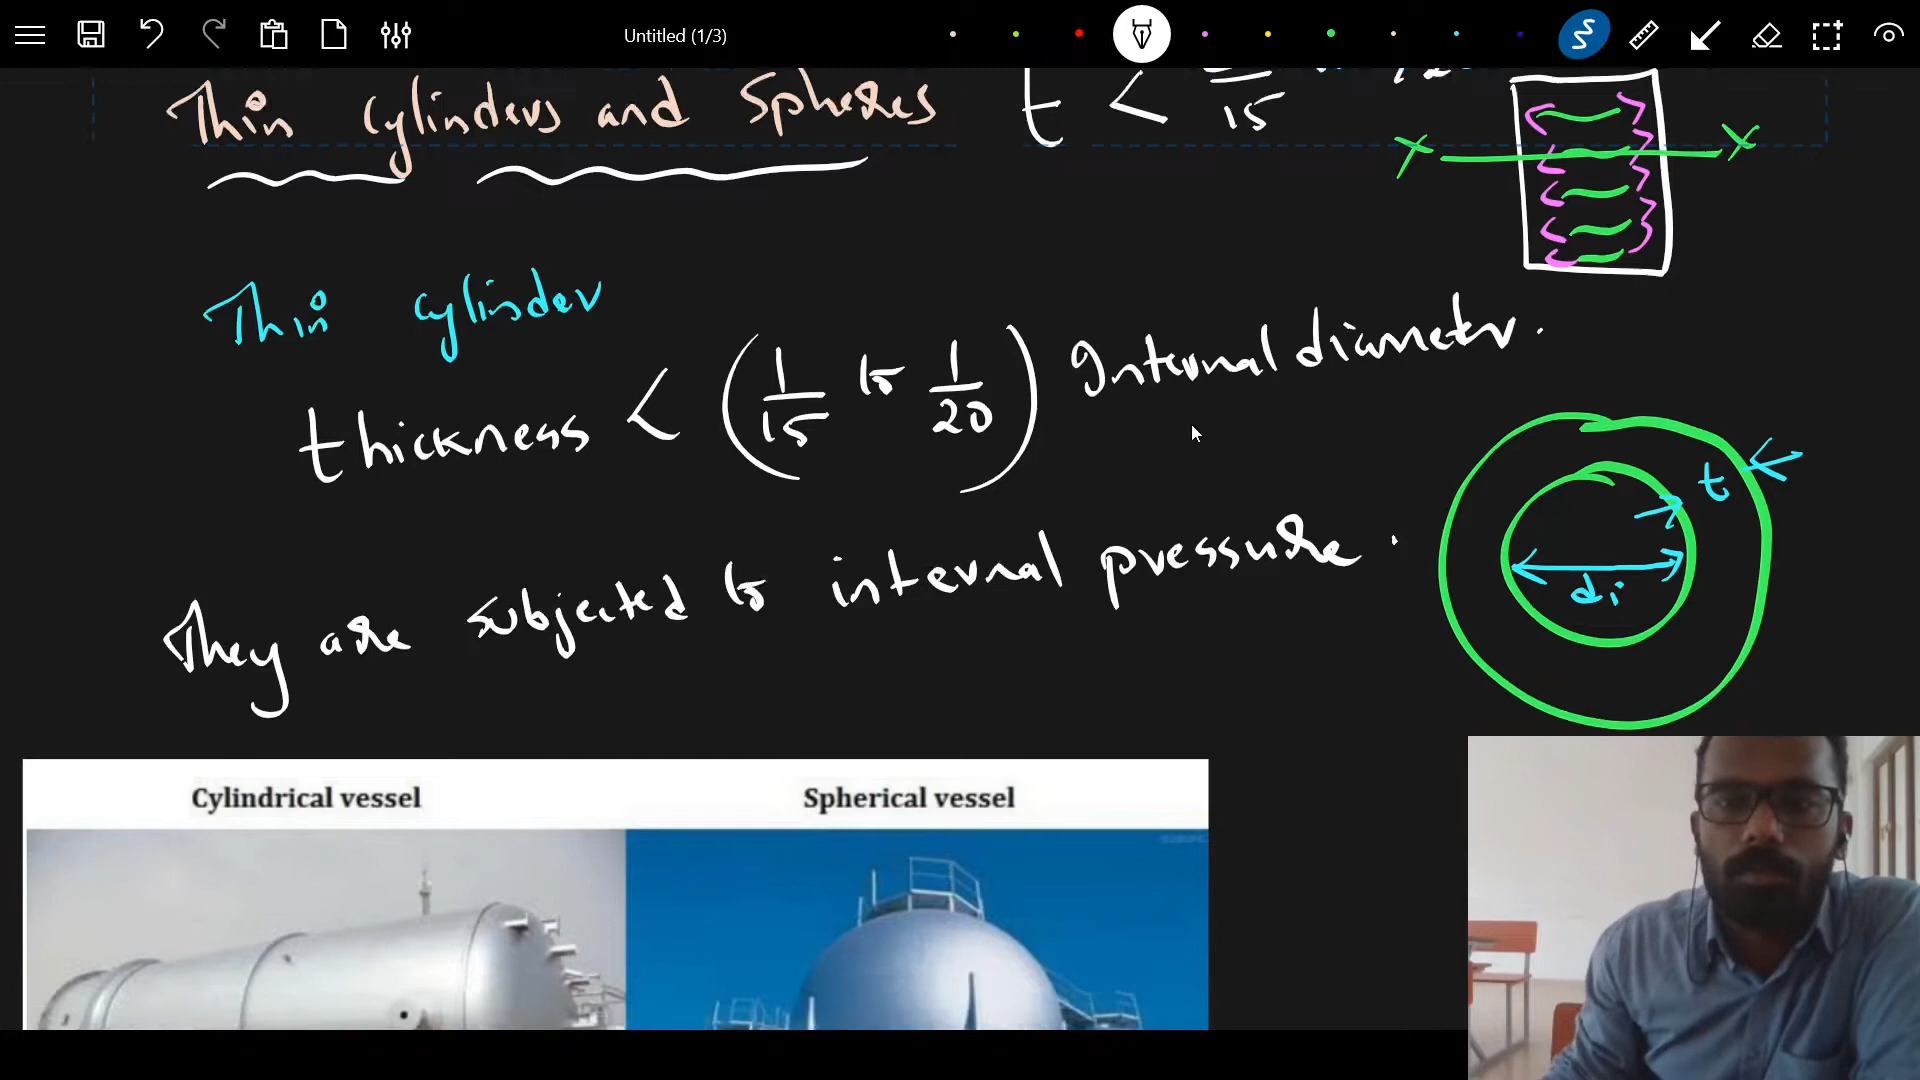 Untitled (1/3)
Thin cylinders and Spheres t < 15
X X
Thin cylinder
thickness < (1/15 to 1/20) Internal diameter.
t
di
They are subjected to internal pressure.
Cylindrical vessel Spherical vessel